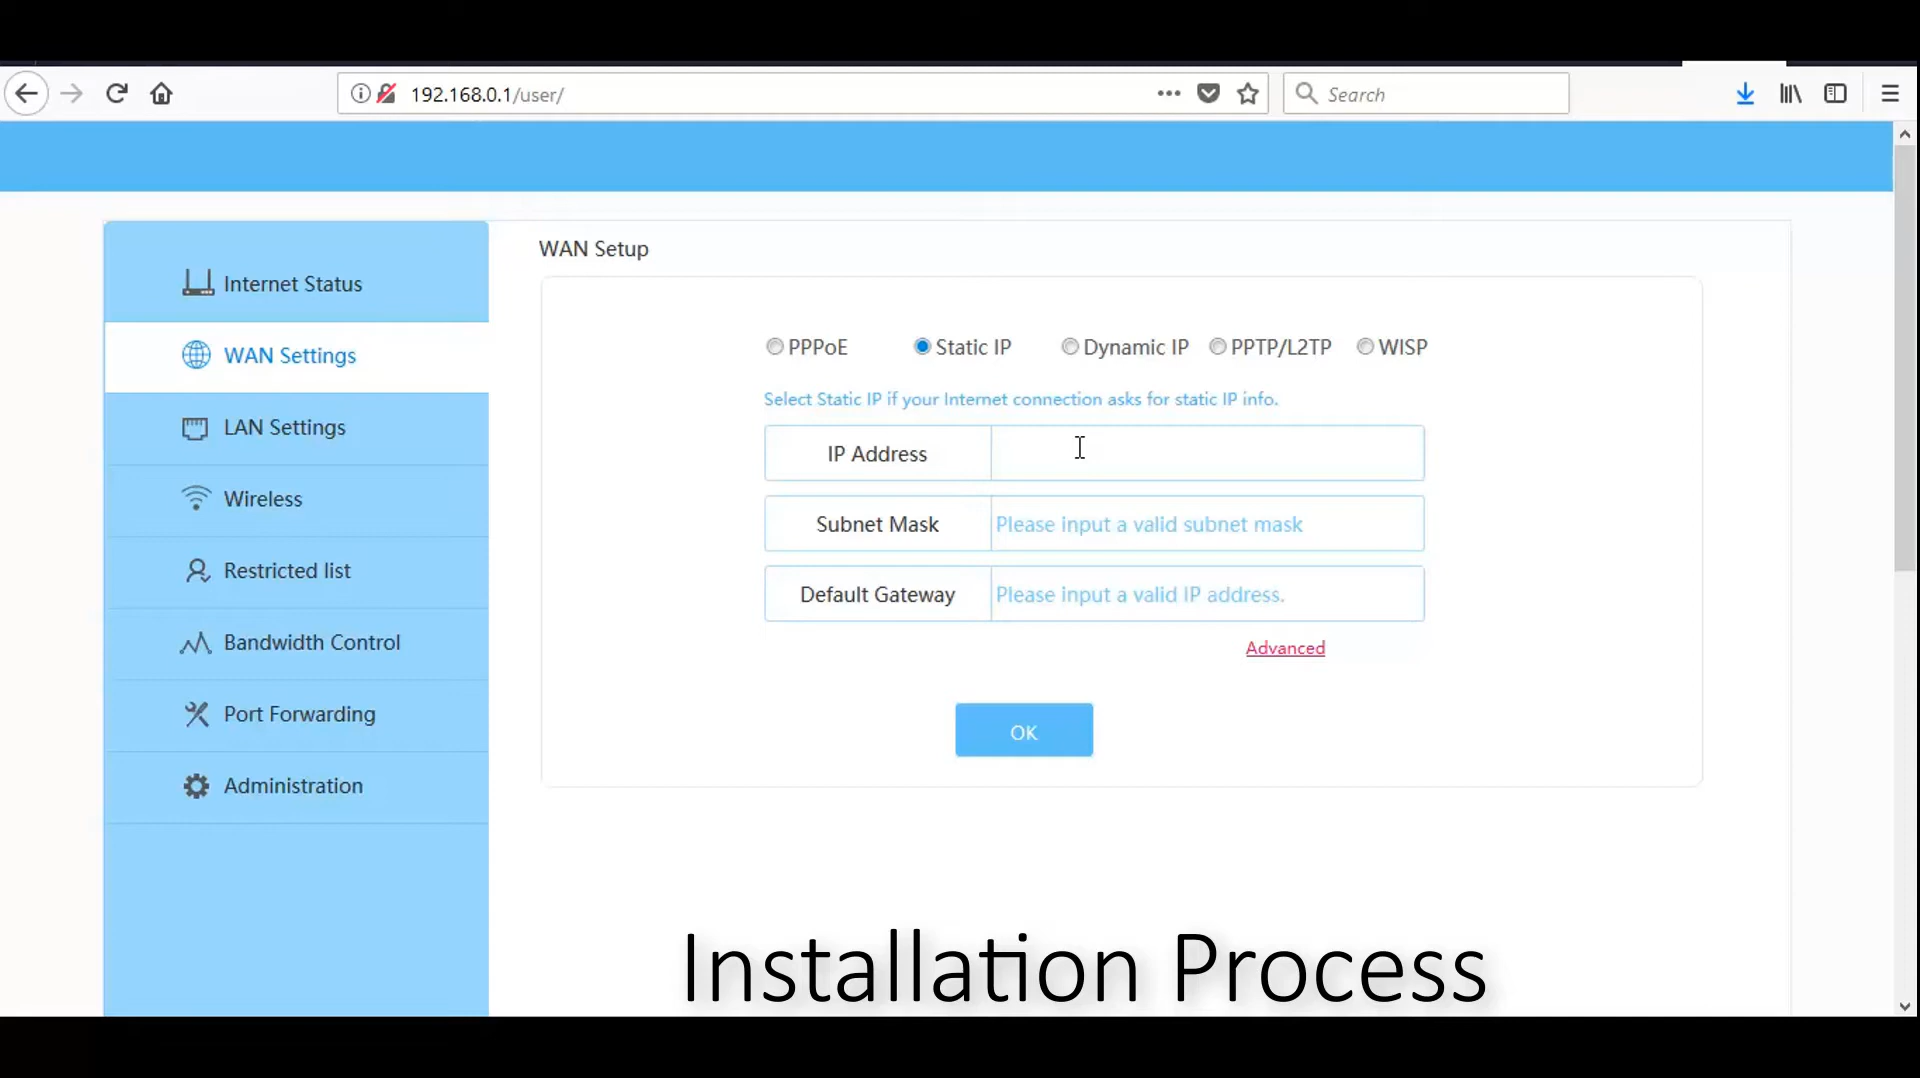 192.168.0.1/user/
Search
Internet Status
WAN Settings
LAN Settings
Wireless
Restricted list
Bandwidth Control
Port Forwarding
Administration
WAN Setup
PPPoE Static IP Dynamic IP PPTP/L2TP WISP
Select Static IP if your Internet connection asks for static IP info.
IP Address
Subnet Mask Please input a valid subnet mask
Default Gateway Please input a valid IP address.
Advanced
OK
Installation Process